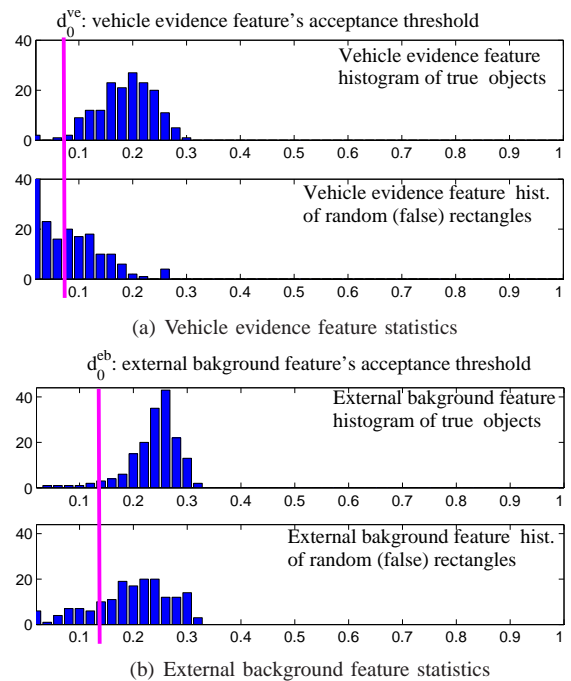 d₀ᵛᵉ: vehicle evidence feature's acceptance threshold
Vehicle evidence feature
histogram of true objects
40
20
0
0.1 0.2 0.3 0.4 0.5 0.6 0.7 0.8 0.9 1
Vehicle evidence feature hist.
of random (false) rectangles
40
20
0
0.1 0.2 0.3 0.4 0.5 0.6 0.7 0.8 0.9 1
(a) Vehicle evidence feature statistics
d₀ᵉᵇ: external bakground feature's acceptance threshold
External bakground feature
histogram of true objects
40
20
0
0.1 0.2 0.3 0.4 0.5 0.6 0.7 0.8 0.9 1
External bakground feature hist.
of random (false) rectangles
40
20
0
0.1 0.2 0.3 0.4 0.5 0.6 0.7 0.8 0.9 1
(b) External background feature statistics